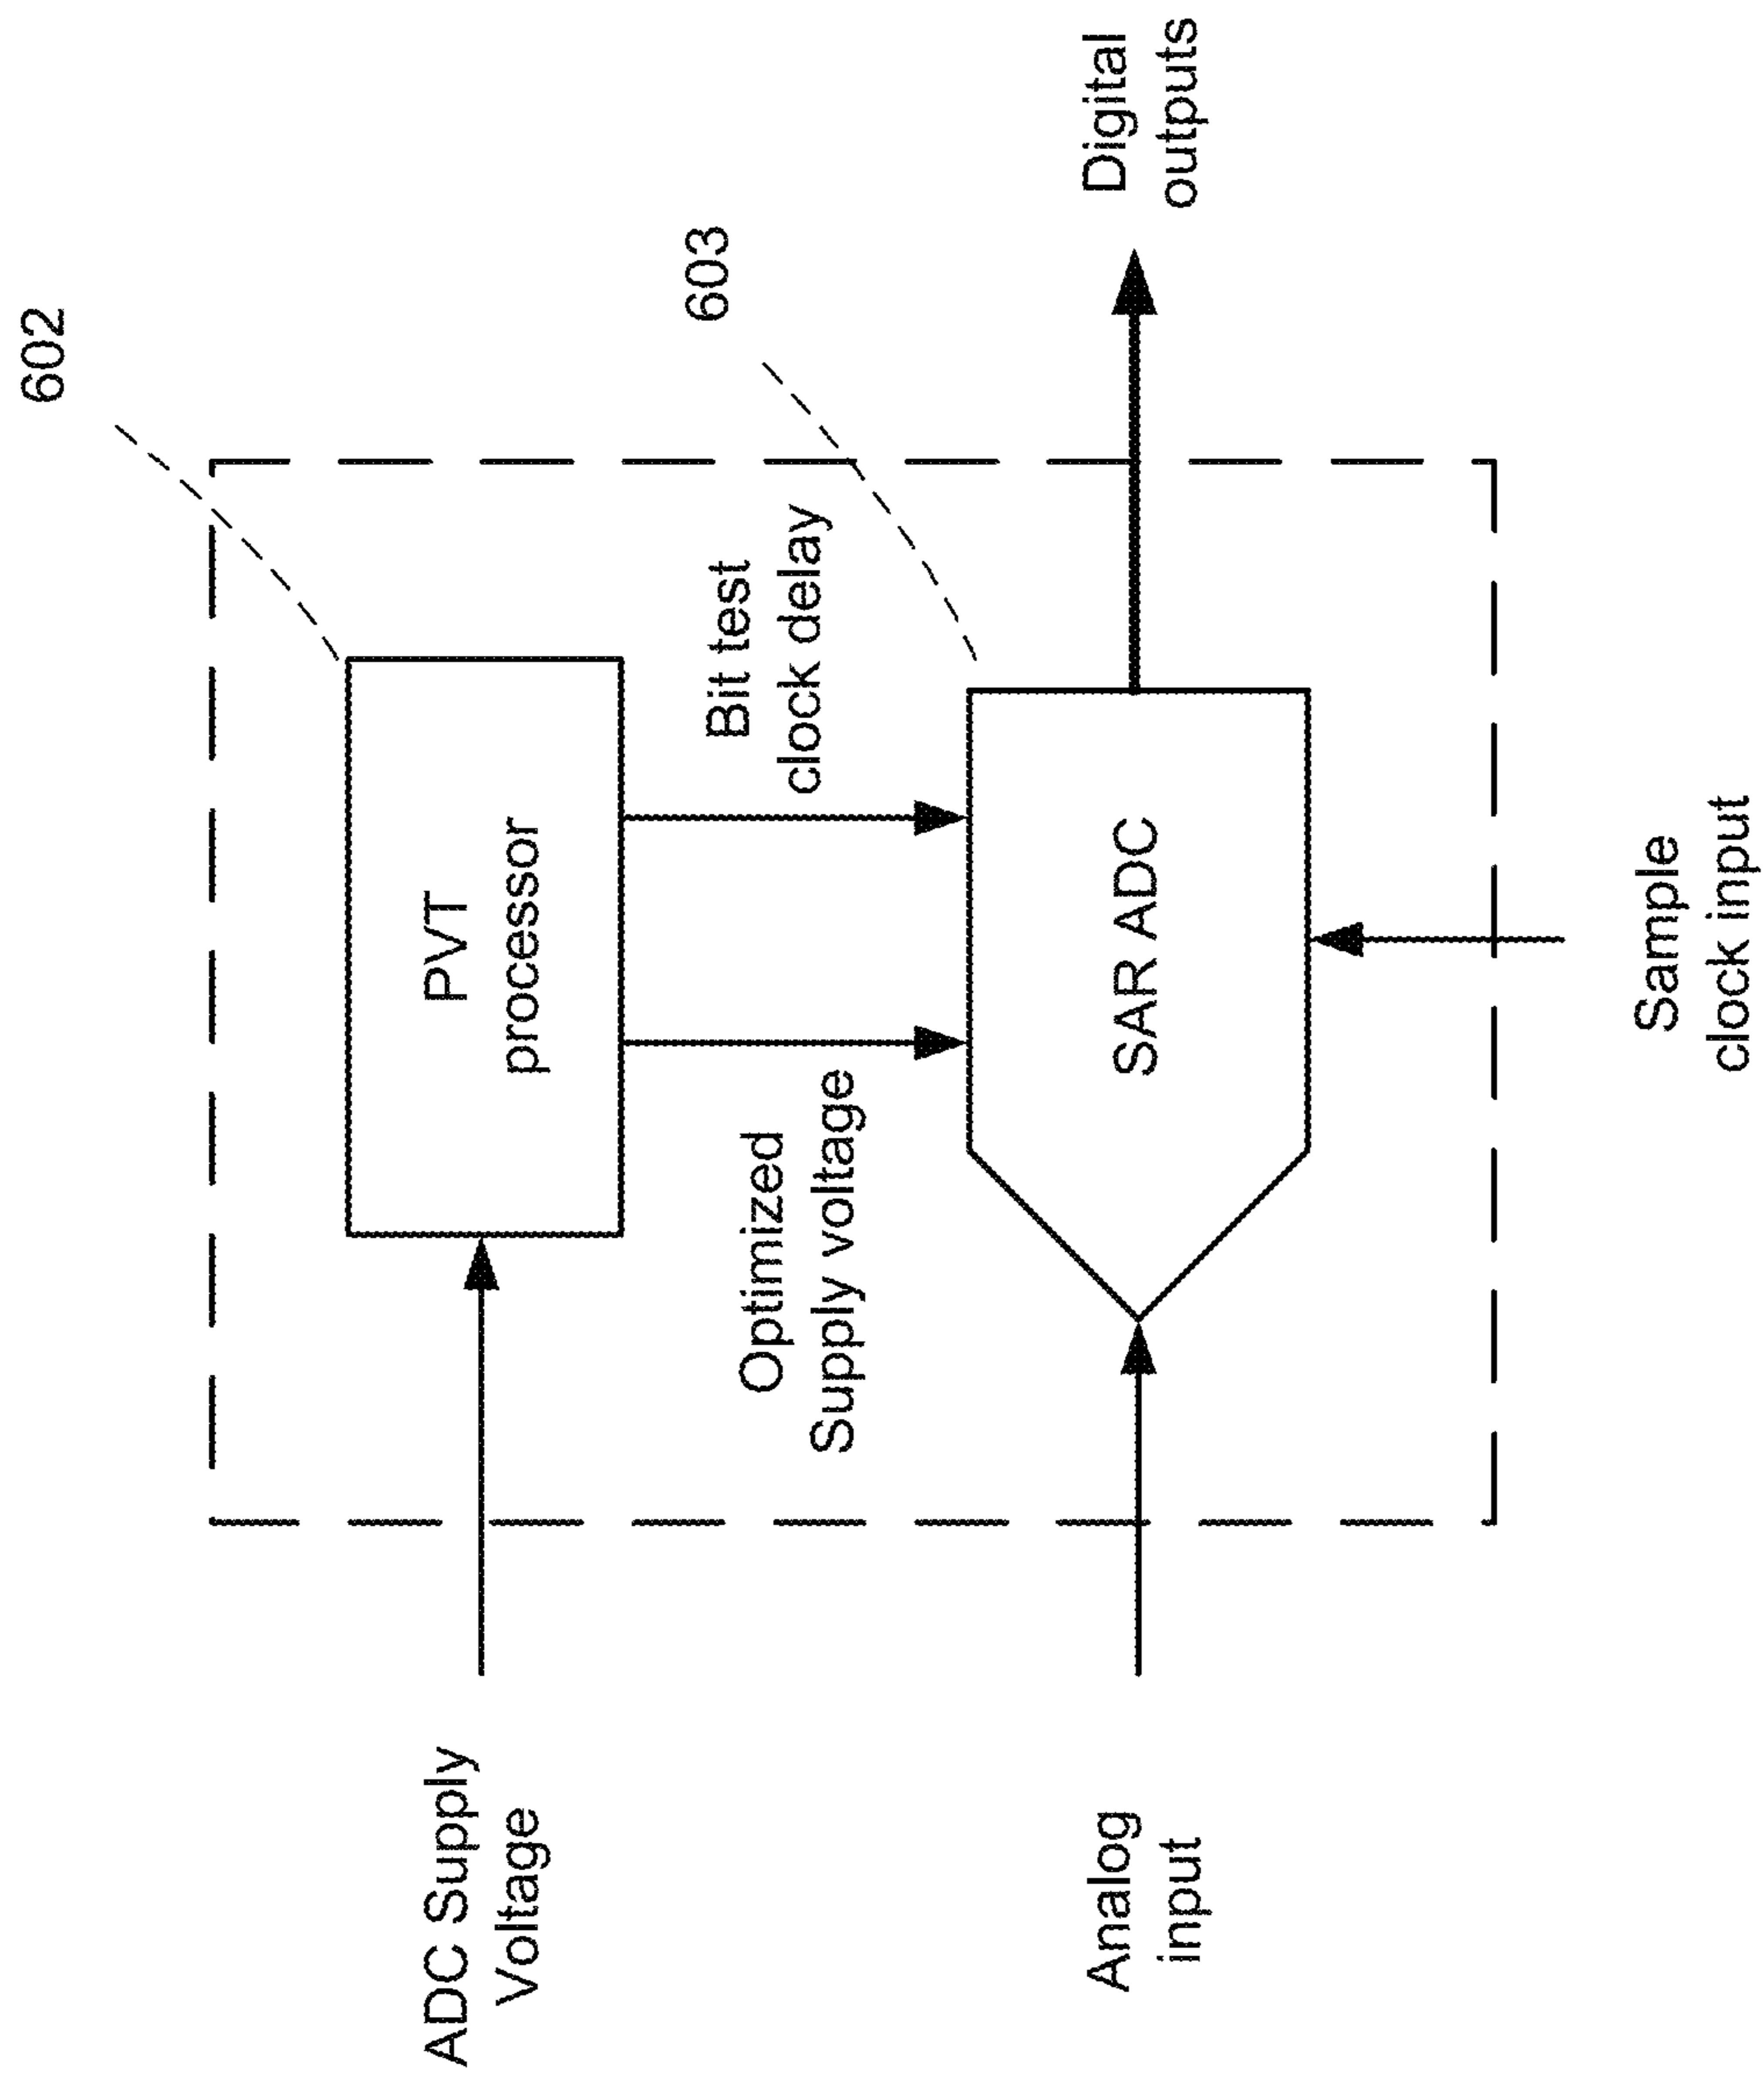 602
603
ADC Supply
Voltage
PVT
processor
Optimized
Supply voltage
Bit test
clock delay
Analog
input
SAR ADC
Digital
outputs
Sample
clock input